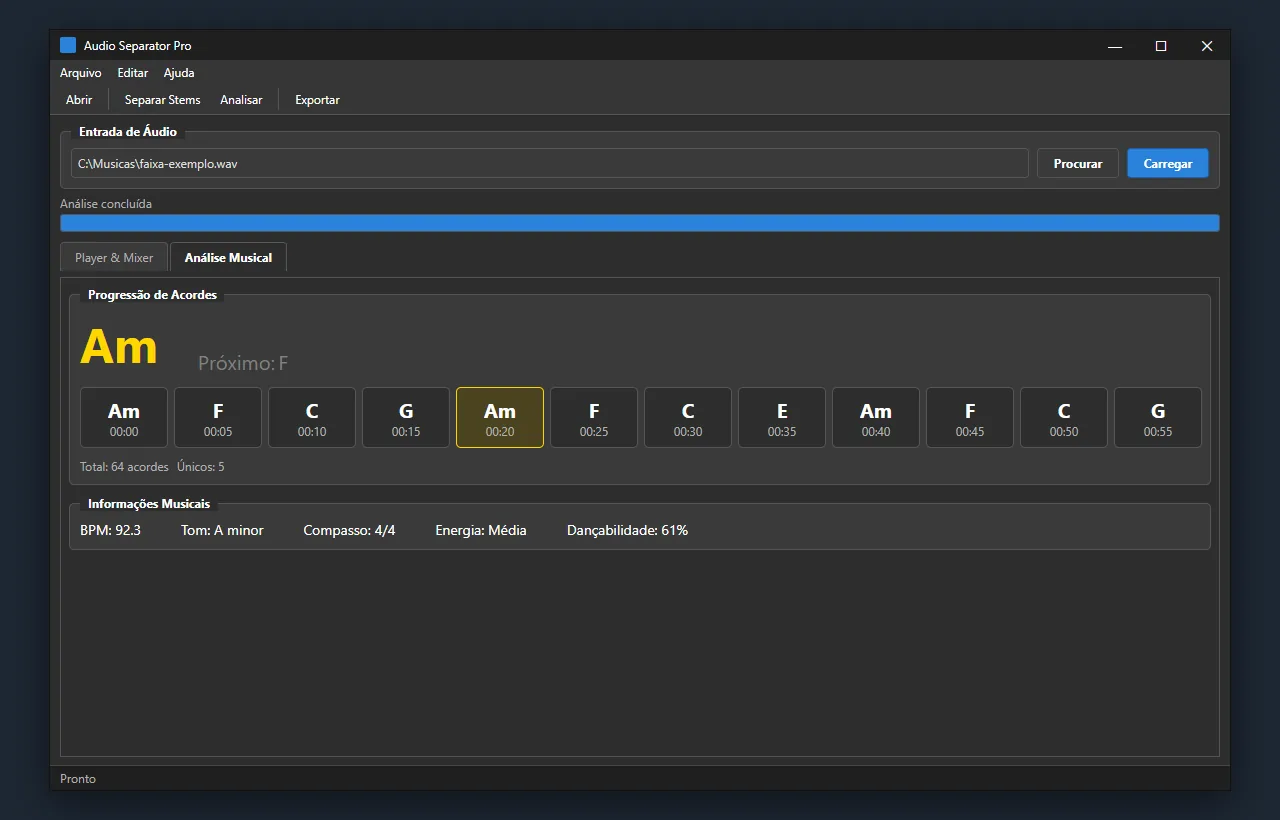 Audio Separator Pro
Arquivo Editar Ajuda
Abrir Separar Stems Analisar Exportar
Entrada de Áudio
C:\Musicas\faixa-exemplo.wav Procurar Carregar
Análise concluída
Player & Mixer Análise Musical
Progressão de Acordes
Am Próximo: F
Am F C G Am F C E Am F C G
00:00 00:05 00:10 00:15 00:20 00:25 00:30 00:35 00:40 00:45 00:50 00:55
Total: 64 acordes Únicos: 5
Informações Musicais
BPM: 92.3 Tom: A minor Compasso: 4/4 Energia: Média Dançabilidade: 61%
Pronto